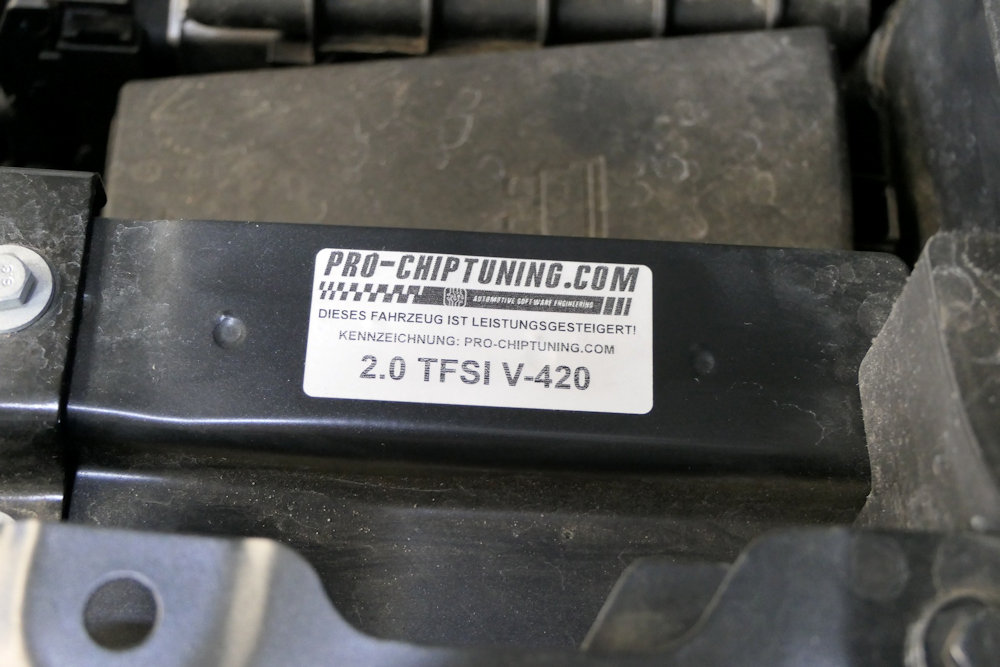 PRO-CHIPTUNING.COM
AUTOMOTIVE SOFTWARE ENGINEERING
DIESES FAHRZEUG IST LEISTUNGSGESTEIGERT!
KENNZEICHNUNG: PRO-CHIPTUNING.COM
2.0 TFSI V-420